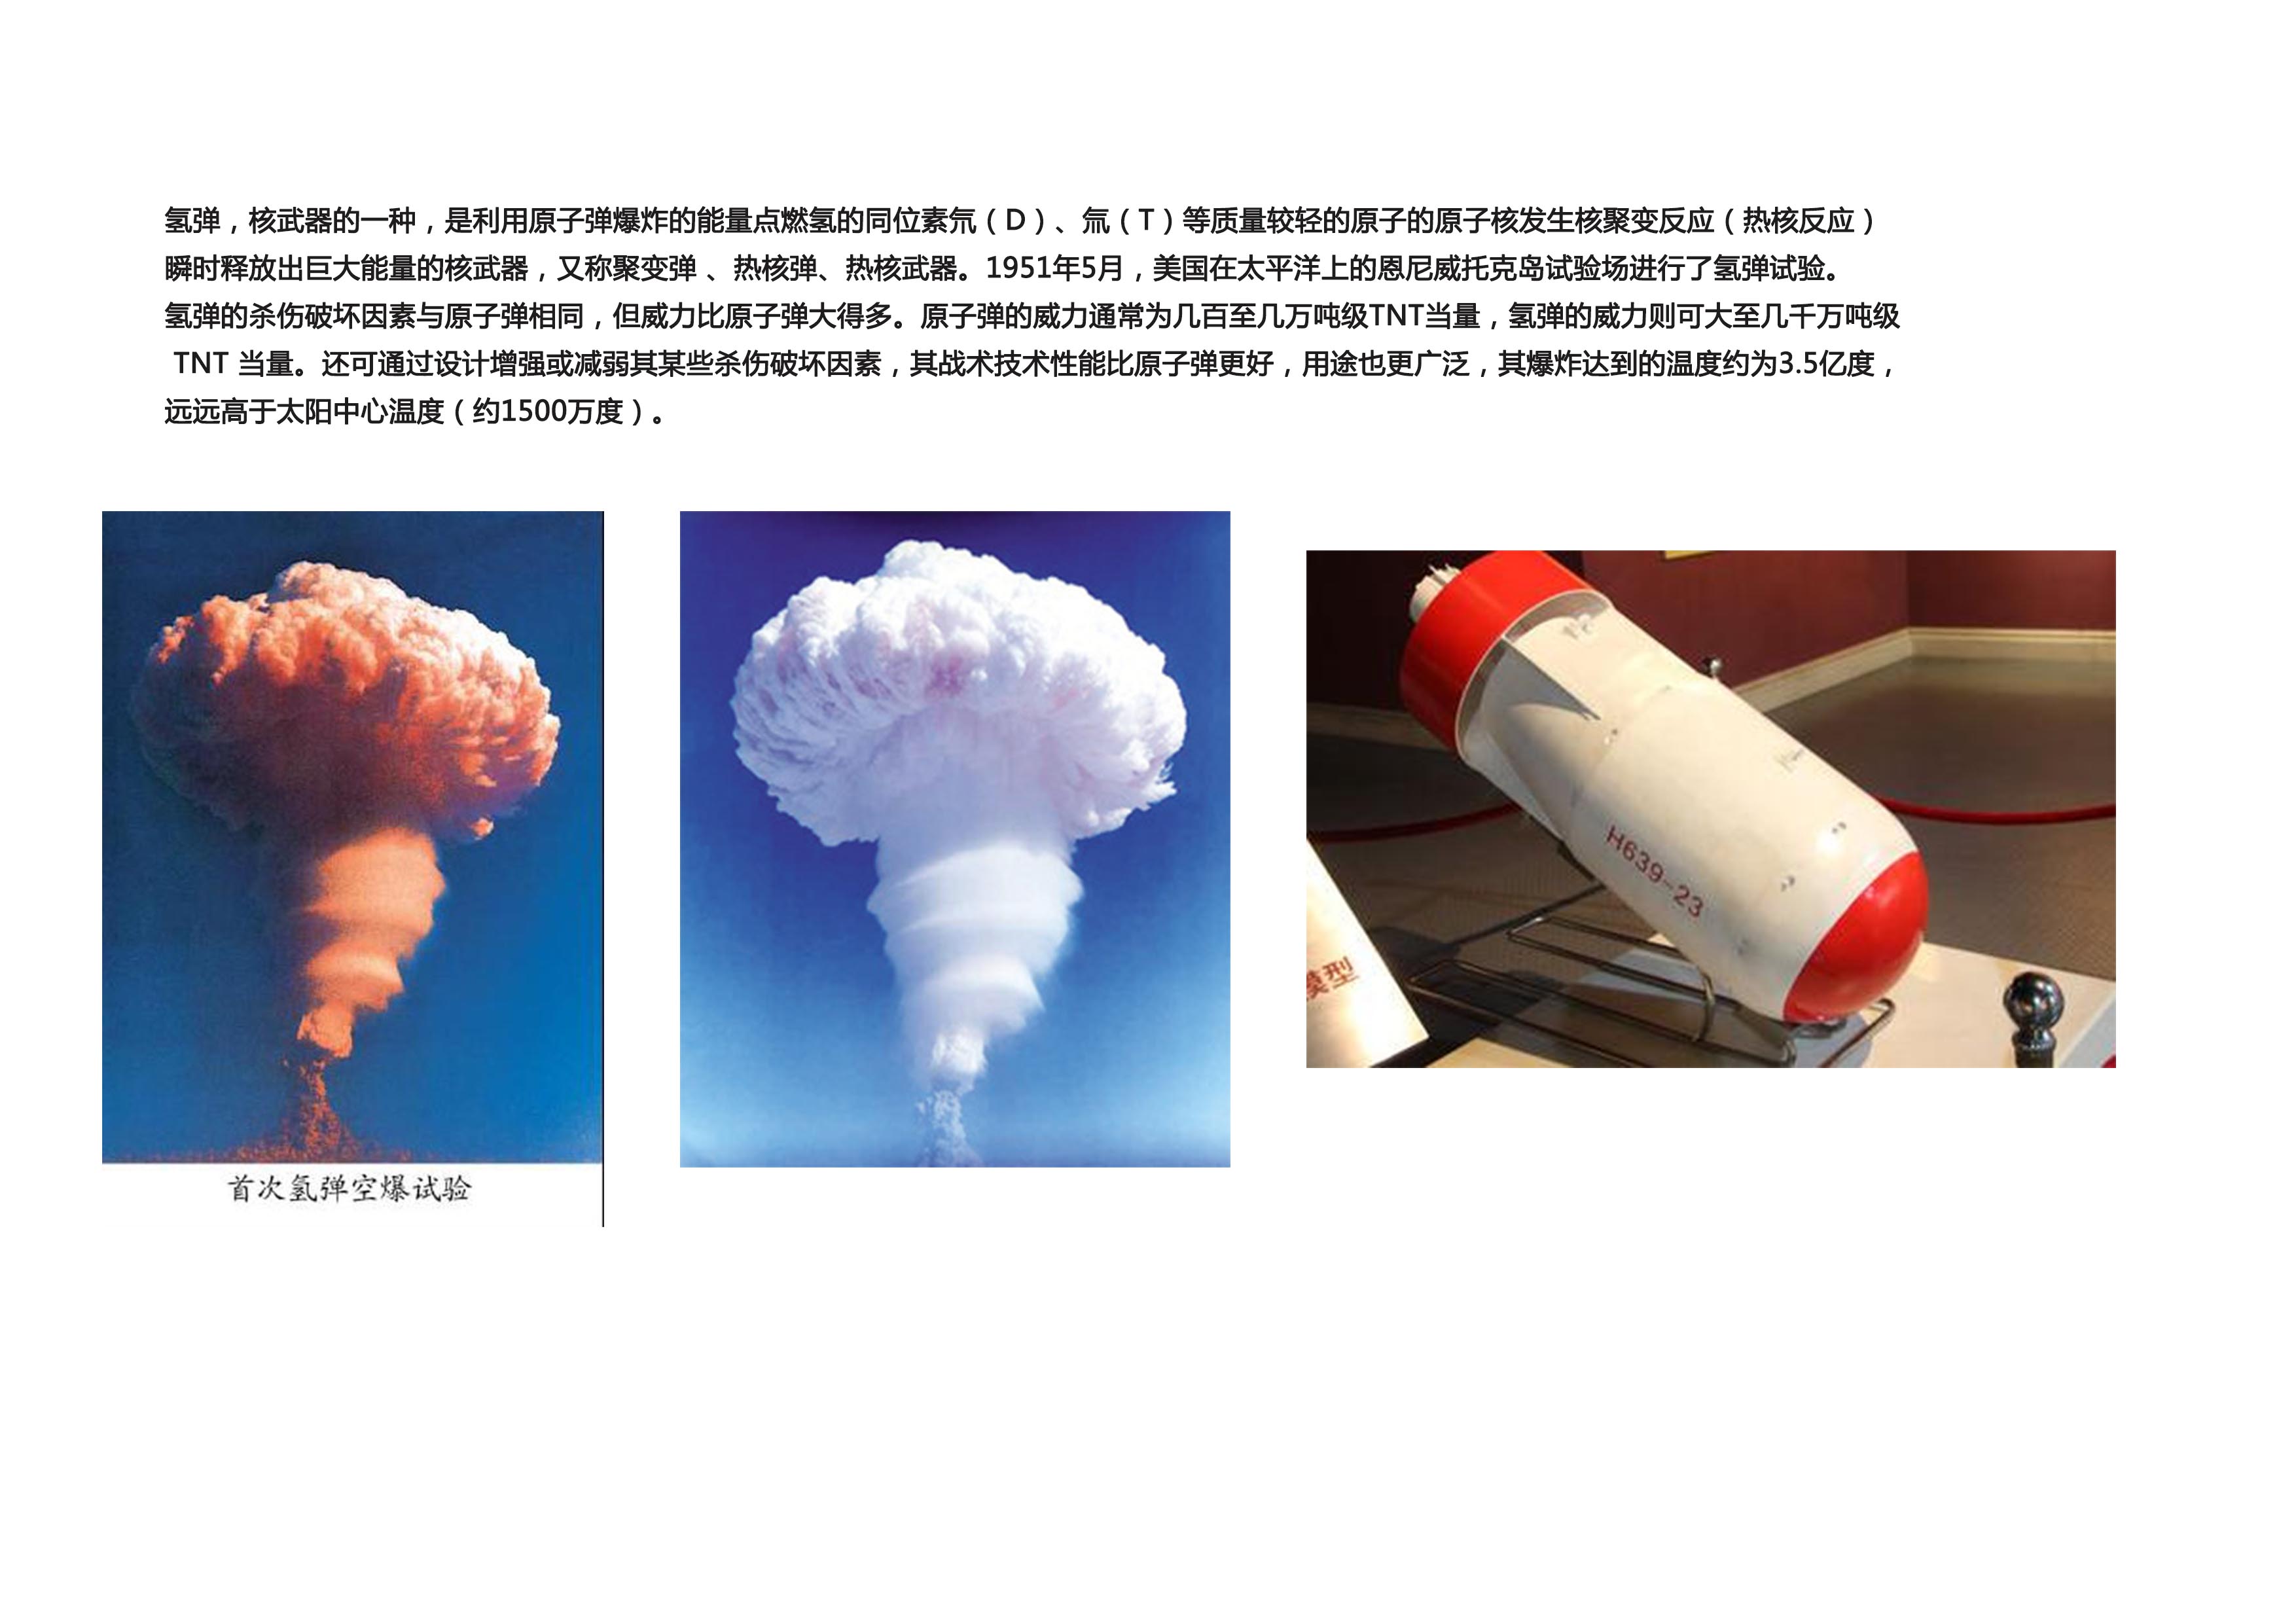 氢弹，核武器的一种，是利用原子弹爆炸的能量点燃氢的同位素氘（D）、氚（T）等质量较轻的原子的原子核发生核聚变反应（热核反应）
瞬时释放出巨大能量的核武器，又称聚变弹 、热核弹、热核武器。1951年5月，美国在太平洋上的恩尼威托克岛试验场进行了氢弹试验。
氢弹的杀伤破坏因素与原子弹相同，但威力比原子弹大得多。原子弹的威力通常为几百至几万吨级TNT当量，氢弹的威力则可大至几千万吨级
TNT 当量。还可通过设计增强或减弱其某些杀伤破坏因素，其战术技术性能比原子弹更好，用途也更广泛，其爆炸达到的温度约为3.5亿度，
远远高于太阳中心温度（约1500万度）。
H639-23
模型
首次氢弹空爆试验